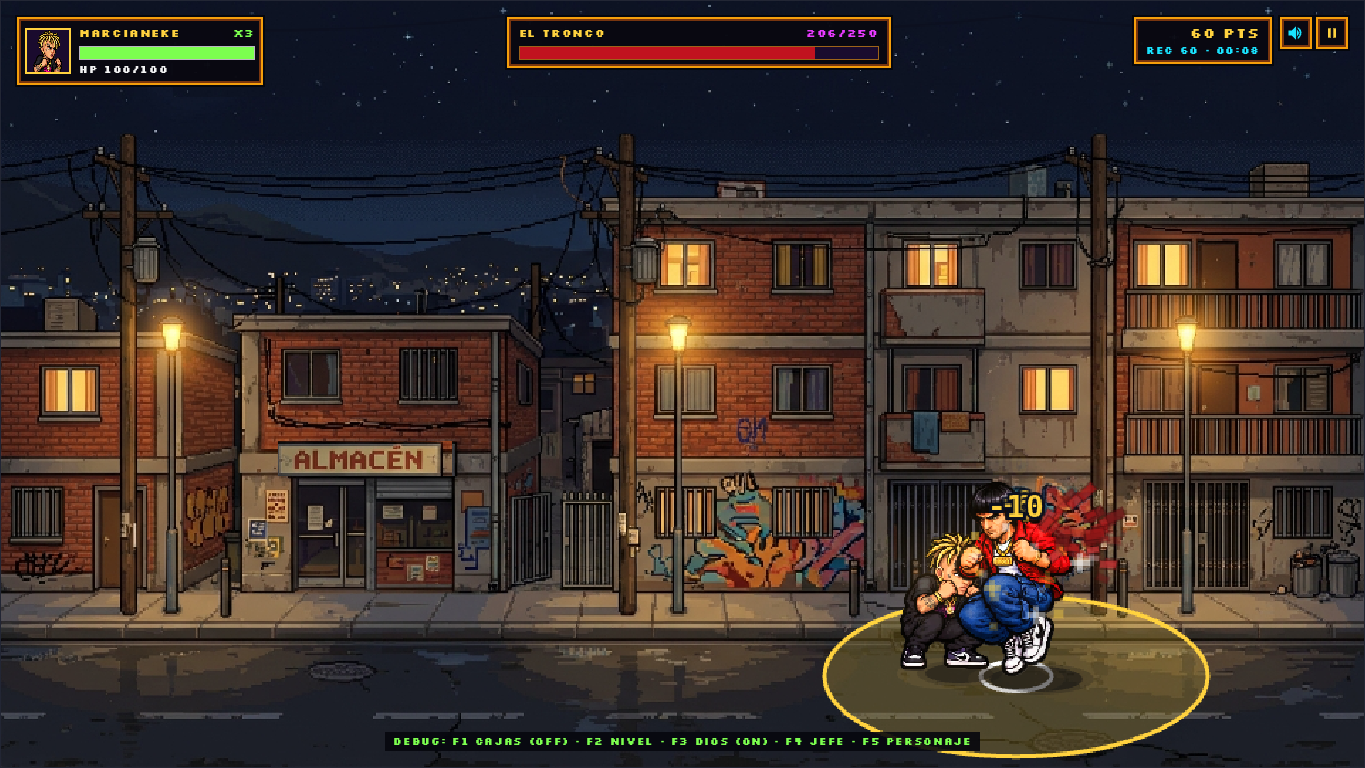 MARCIANEKE X3
HP 100/100
EL TRONCO 206/250
60 PTS
REC 60 · 00:08
ALMACÉN
-10
DEBUG: F1 CAJAS (OFF) · F2 NIVEL · F3 DIOS (ON) · F4 JEFE · F5 PERSONAJE